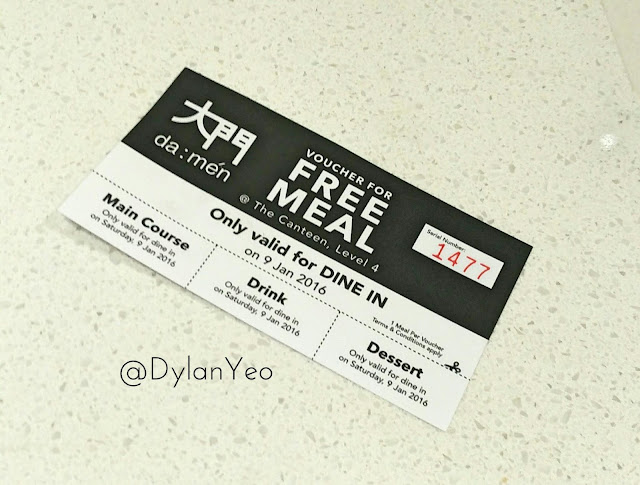 大門
da:mén
VOUCHER FOR
FREE
MEAL
@ The Canteen, Level 4
Serial Number:
1477
Only valid for DINE IN
on 9 Jan 2016
1 Meal Per Voucher
Terms & Conditions apply
Main Course
Only valid for dine in
on Saturday, 9 Jan 2016
Drink
Only valid for dine in
on Saturday, 9 Jan 2016
Dessert
Only valid for dine in
on Saturday, 9 Jan 2016
@DylanYeo